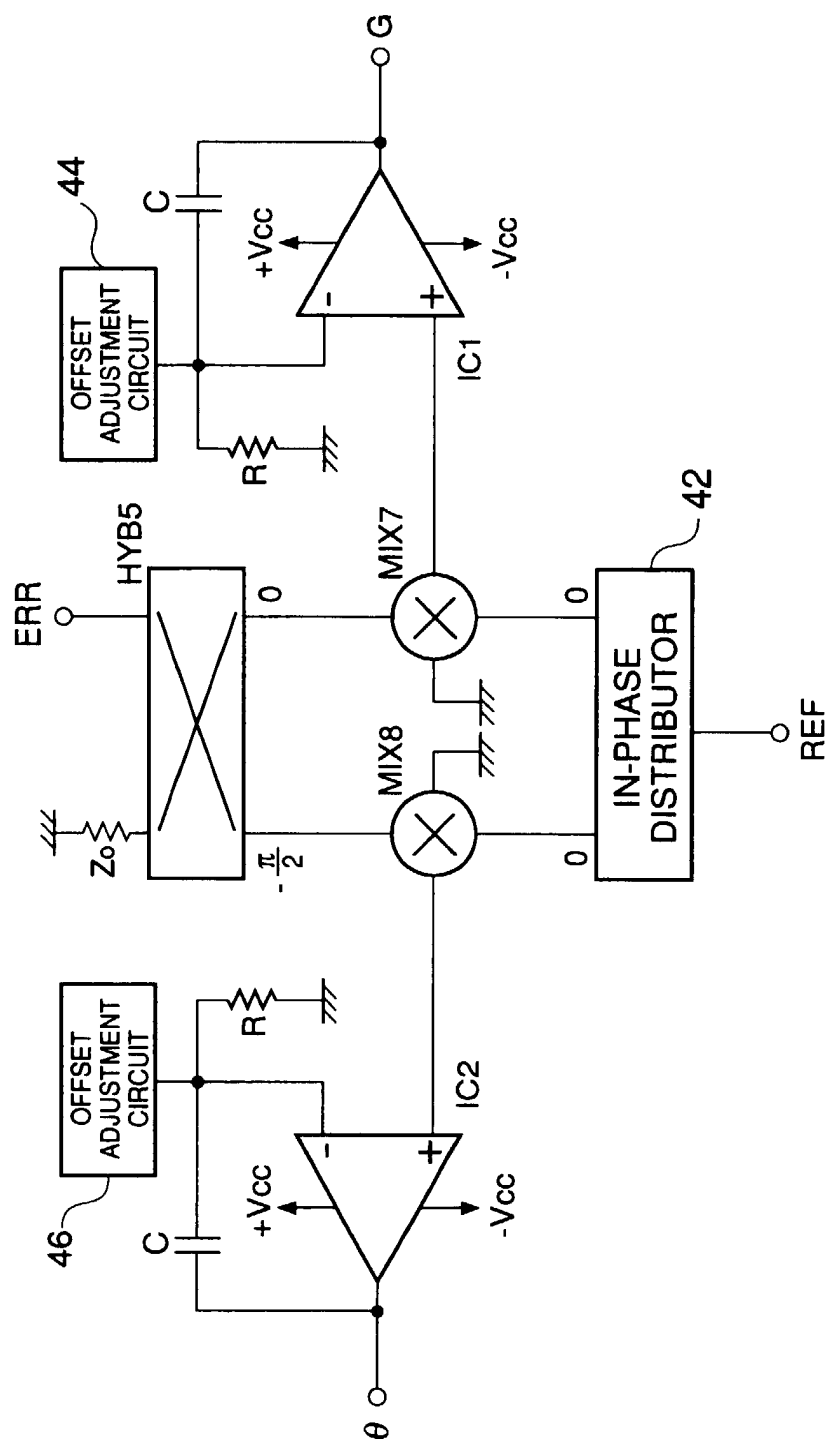 46
OFFSET
ADJUSTMENT
CIRCUIT
C
R
+Vcc
-Vcc
-
+
IC2
θ
Zo
ERR
HYB5
- π/2
0
MIX8
MIX7
0
0
IN-PHASE
DISTRIBUTOR
42
REF
OFFSET
ADJUSTMENT
CIRCUIT
44
R
C
+Vcc
-Vcc
-
+
IC1
G